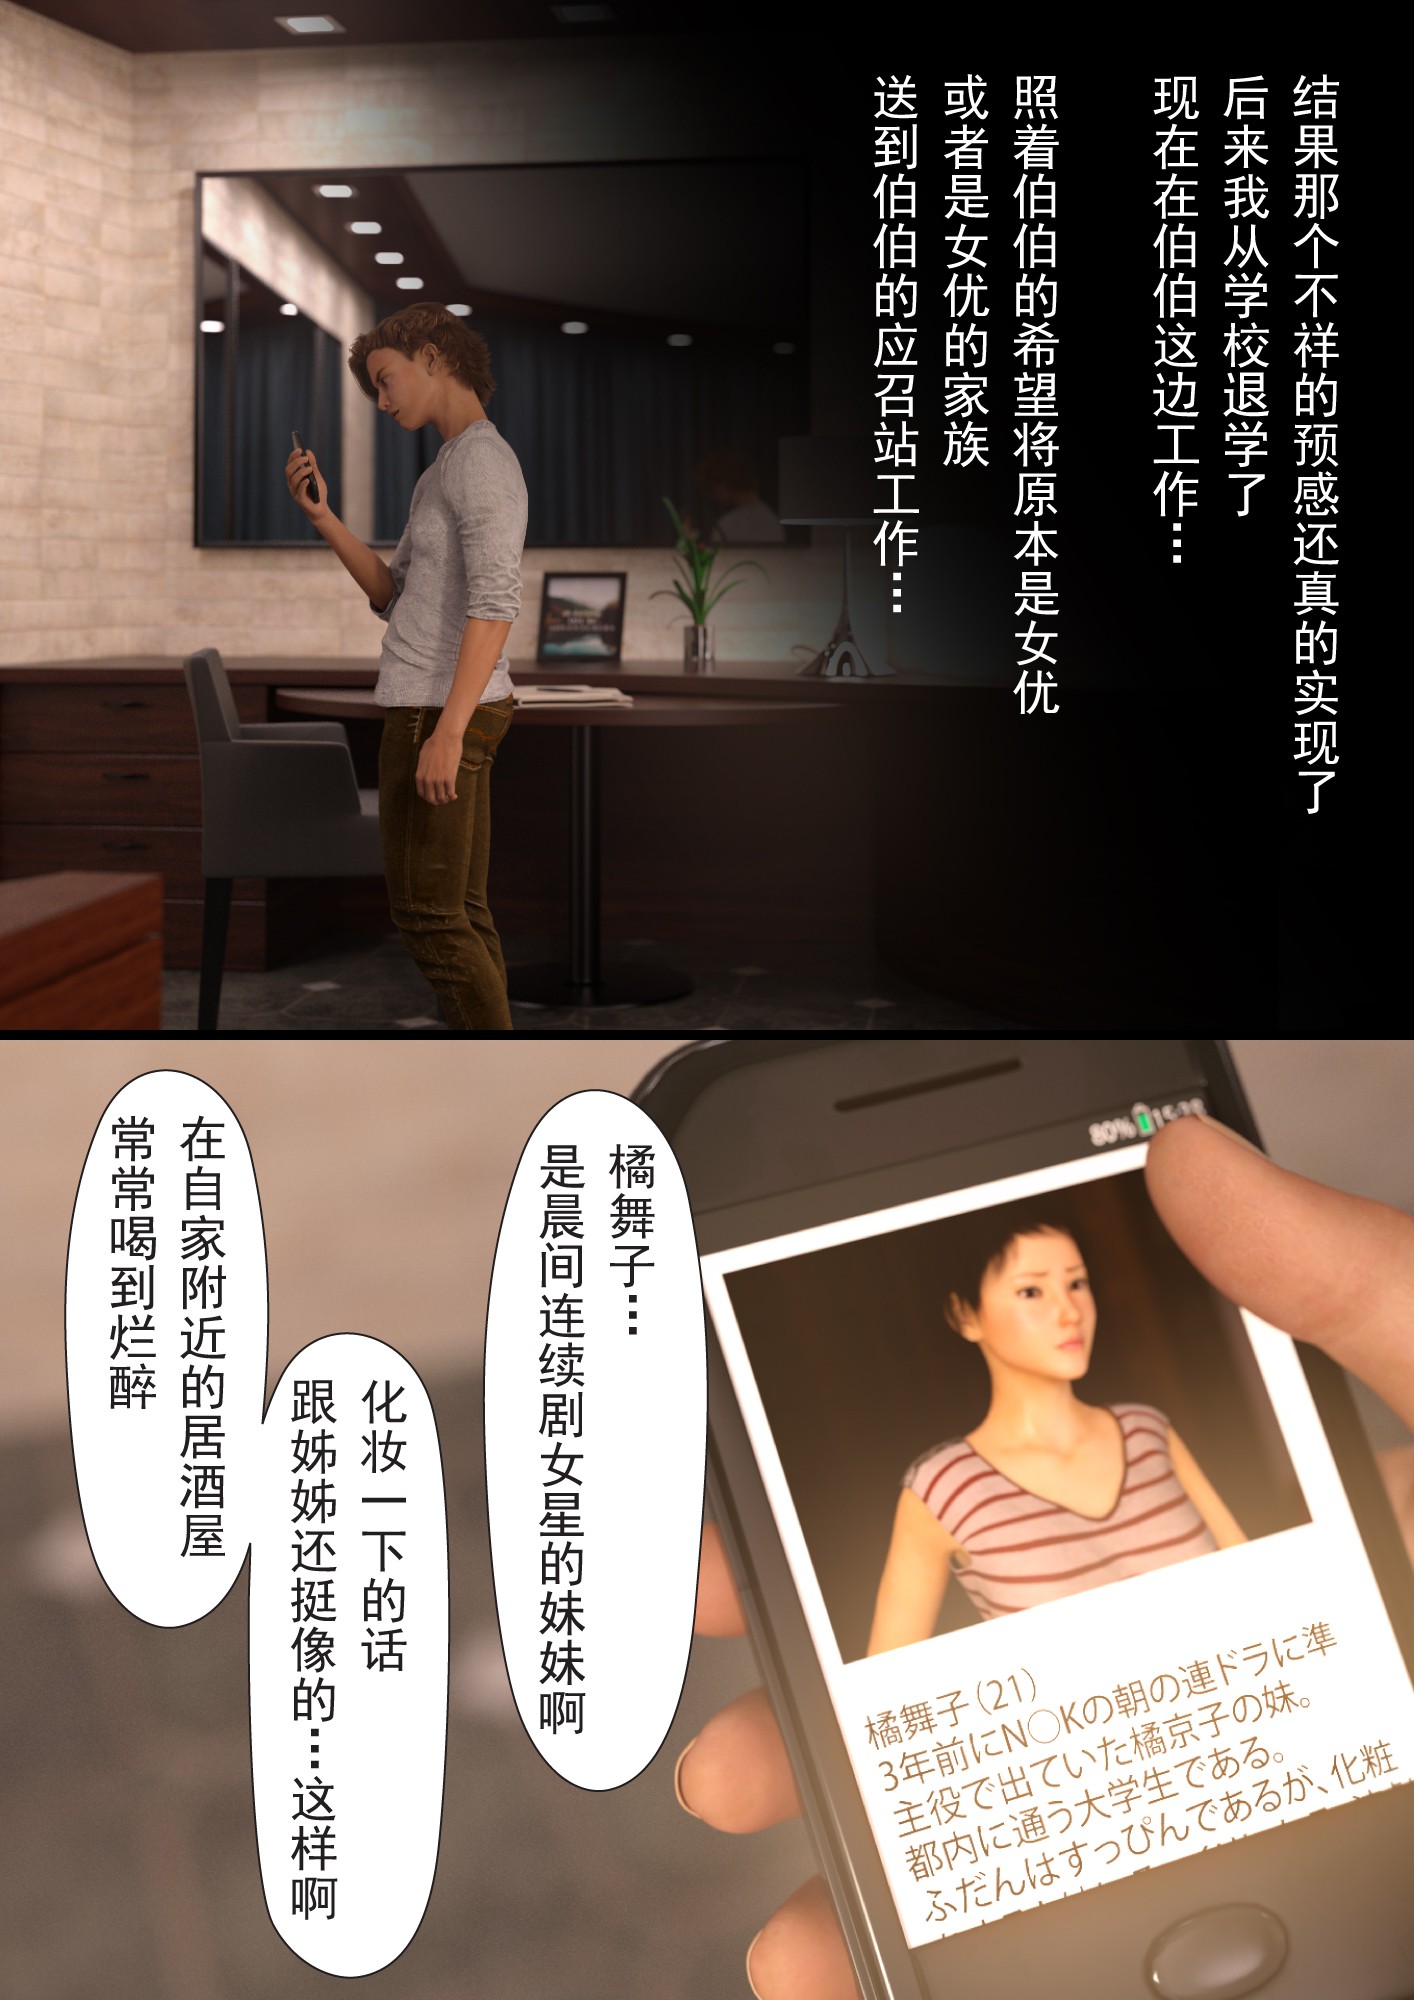 结果那个不祥的预感还真的实现了
后来我从学校退学了
现在在伯伯这边工作…
照着伯伯的希望将原本是女优
或者是女优的家族
送到伯伯的应召站工作…
橘舞子…
是晨间连续剧女星的妹妹啊
化妆一下的话
跟姊姊还挺像的…这样啊
在自家附近的居酒屋
常常喝到烂醉
80%
橘舞子（21）
3年前にN〇Kの朝の連ドラに準
主役で出ていた橘京子の妹。
都内に通う大学生である。
ふだんはすっぴんであるが、化粧